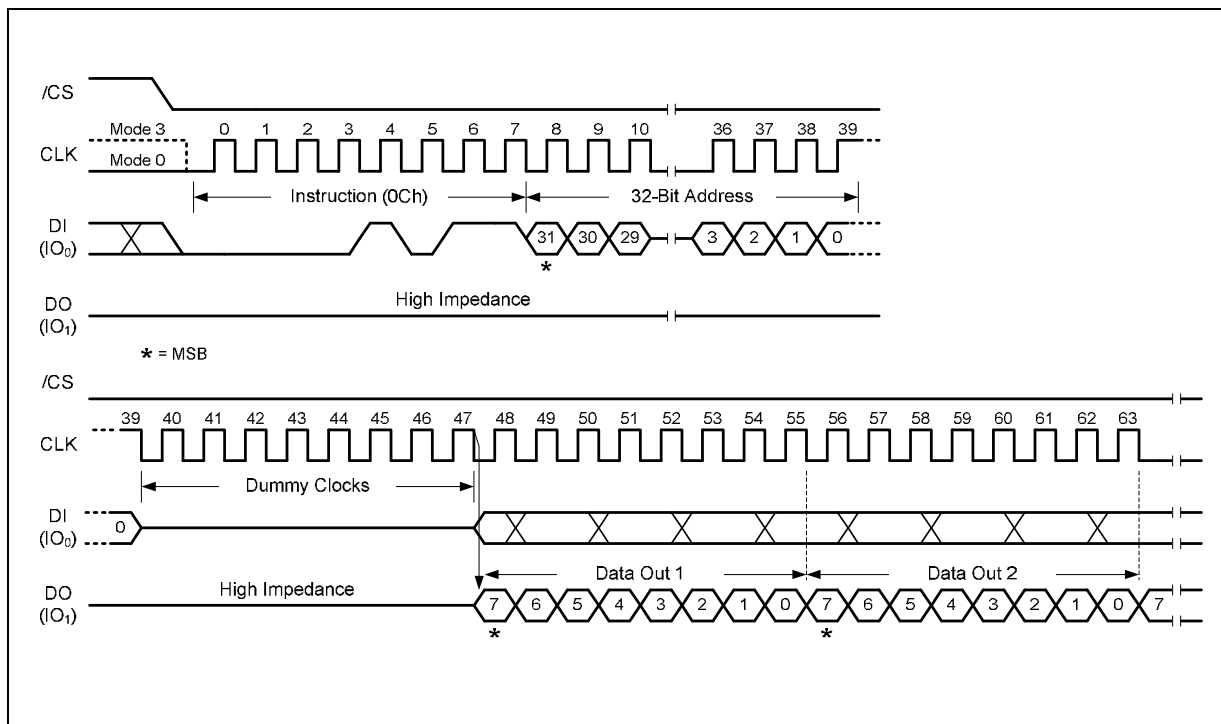 /CS
Mode 3 0 1 2 3 4 5 6 7 8 9 10 36 37 38 39
CLK Mode 0
Instruction (0Ch) 32-Bit Address
DI
(IO₀) 31 30 29 3 2 1 0
*
DO High Impedance
(IO₁)
* = MSB
/CS
39 40 41 42 43 44 45 46 47 48 49 50 51 52 53 54 55 56 57 58 59 60 61 62 63
CLK
Dummy Clocks
DI
(IO₀) 0
High Impedance Data Out 1 Data Out 2
DO
(IO₁) 7 6 5 4 3 2 1 0 7 6 5 4 3 2 1 0 7
* *